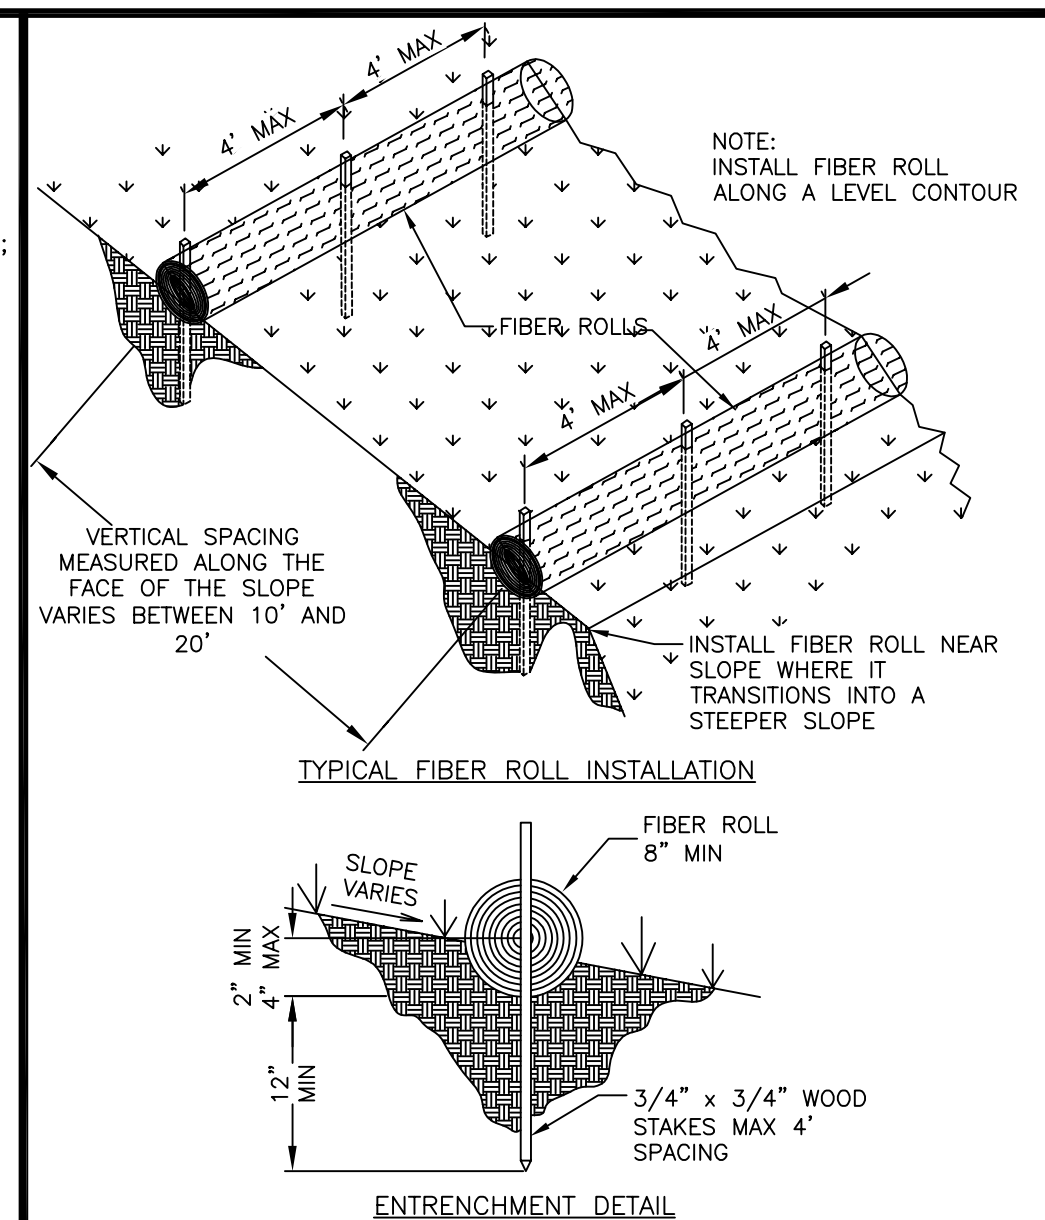 4' MAX
4' MAX
NOTE:
INSTALL FIBER ROLL
ALONG A LEVEL CONTOUR
;
FIBER ROLLS
4' MAX
4' MAX
VERTICAL SPACING
MEASURED ALONG THE
FACE OF THE SLOPE
VARIES BETWEEN 10' AND
20'
INSTALL FIBER ROLL NEAR
SLOPE WHERE IT
TRANSITIONS INTO A
STEEPER SLOPE
TYPICAL FIBER ROLL INSTALLATION
FIBER ROLL
8" MIN
SLOPE
VARIES
2" MIN
4" MAX
12"
MIN
3/4" x 3/4" WOOD
STAKES MAX 4'
SPACING
ENTRENCHMENT DETAIL